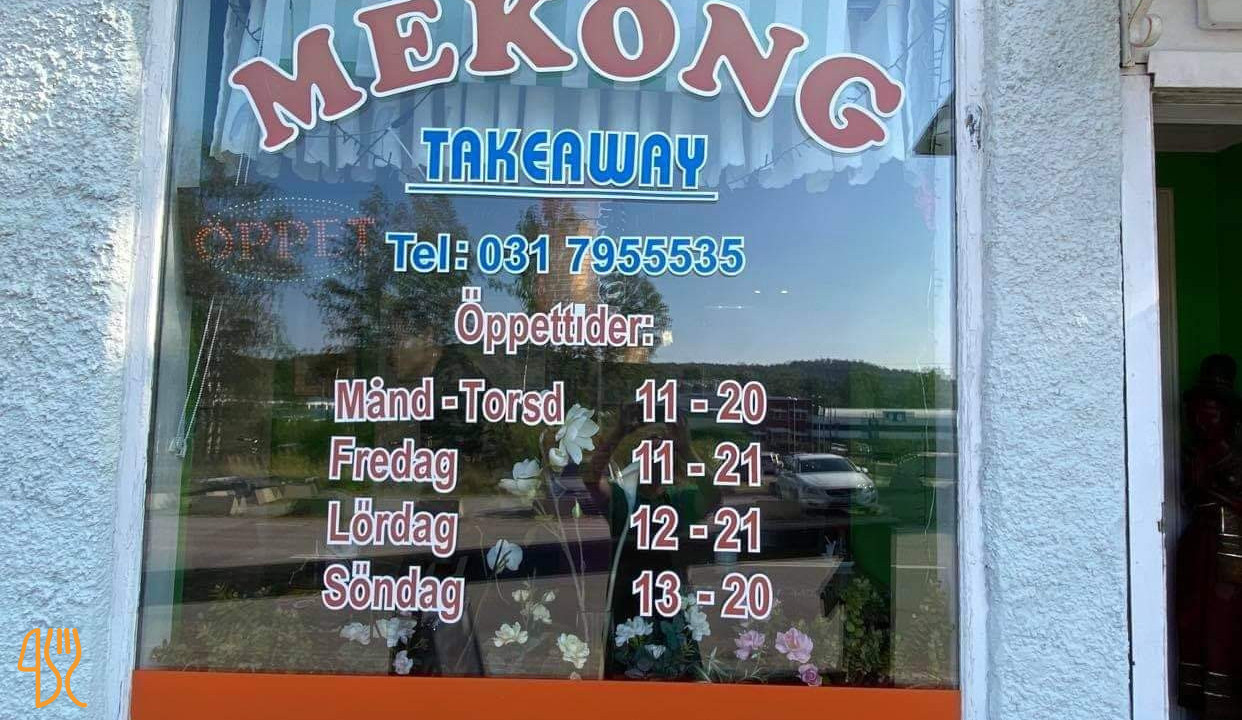 MEKONG
TAKEAWAY
ÖPPET
Tel: 031 7955535
Öppettider:
Månd - Torsd 11 - 20
Fredag 11 - 21
Lördag 12 - 21
Söndag 13 - 20